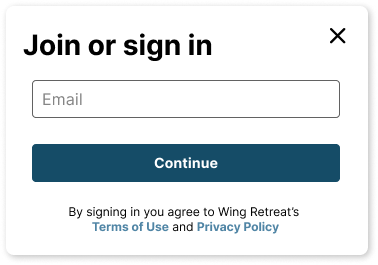 Join or sign in
Email
Continue
By signing in you agree to Wing Retreat’s
Terms of Use and Privacy Policy